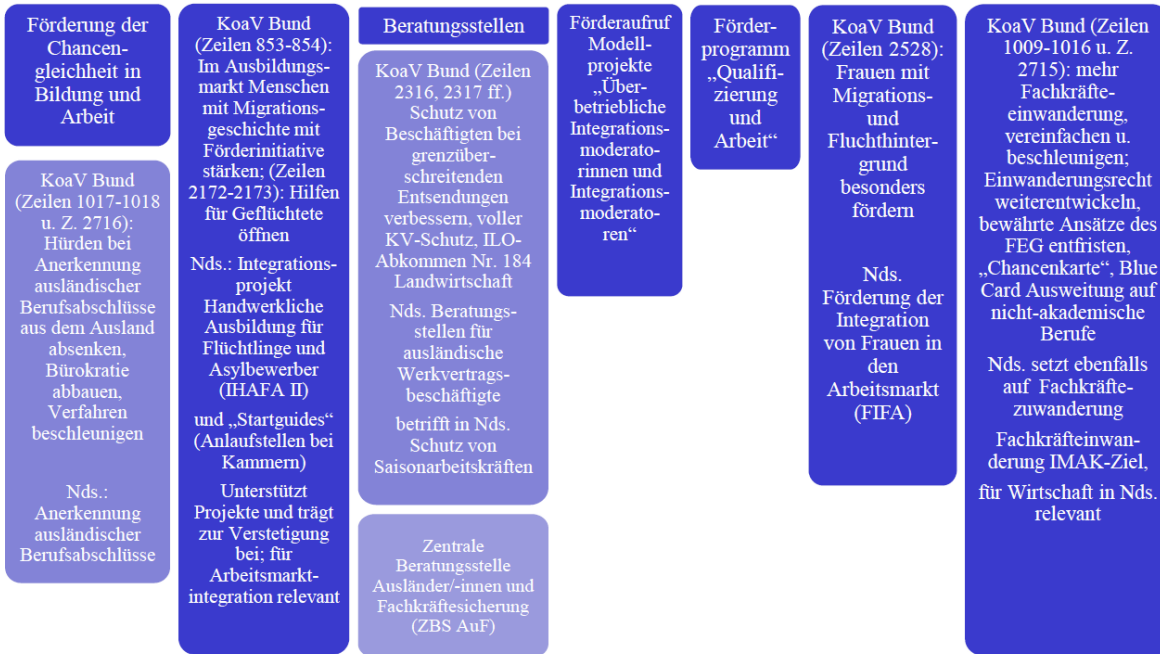 Förderung der
Chancen-
gleichheit in
Bildung und
Arbeit
KoaV Bund
(Zeilen 1017-1018
u. Z. 2716):
Hürden bei
Anerkennung
ausländischer
Berufsabschlüsse
aus dem Ausland
absenken,
Bürokratie
abbauen,
Verfahren
beschleunigen
Nds.:
Anerkennung
ausländischer
Berufsabschlüsse
KoaV Bund
(Zeilen 853-854):
Im Ausbildungs-
markt Menschen
mit Migrations-
geschichte mit
Förderinitiative
stärken; (Zeilen
2172-2173): Hilfen
für Geflüchtete
öffnen
Nds.: Integrations-
projekt
Handwerkliche
Ausbildung für
Flüchtlinge und
Asylbewerber
(IHAFA II)
und „Startguides“
(Anlaufstellen bei
Kammern)
Unterstützt
Projekte und trägt
zur Verstetigung
bei; für
Arbeitsmarkt-
integration relevant
Beratungsstellen
KoaV Bund (Zeilen
2316, 2317 ff.)
Schutz von
Beschäftigten bei
grenzüber-
schreitenden
Entsendungen
verbessern, voller
KV-Schutz, ILO-
Abkommen Nr. 184
Landwirtschaft
Nds. Beratungs-
stellen für
ausländische
Werkvertrags-
beschäftigte
betrifft in Nds.
Schutz von
Saisonarbeitskräften
Zentrale
Beratungsstelle
Ausländer/-innen und
Fachkräftesicherung
(ZBS AuF)
Förderaufruf
Modell-
projekte
„Über-
betriebliche
Integrations-
moderato-
rinnen und
Integrations-
moderato-
ren“
Förder-
programm
„Qualifi-
zierung
und
Arbeit“
KoaV Bund
(Zeilen 2528):
Frauen mit
Migrations-
und
Fluchthinter-
grund
besonders
fördern
Nds.
Förderung der
Integration
von Frauen in
den
Arbeitsmarkt
(FIFA)
KoaV Bund (Zeilen
1009-1016 u. Z.
2715): mehr
Fachkräfte-
einwanderung,
vereinfachen u.
beschleunigen;
Einwanderungsrecht
weiterentwickeln,
bewährte Ansätze des
FEG entfristen,
„Chancenkarte“, Blue
Card Ausweitung auf
nicht-akademische
Berufe
Nds. setzt ebenfalls
auf Fachkräfte-
zuwanderung
Fachkräfteinwan-
derung IMAK-Ziel,
für Wirtschaft in Nds.
relevant